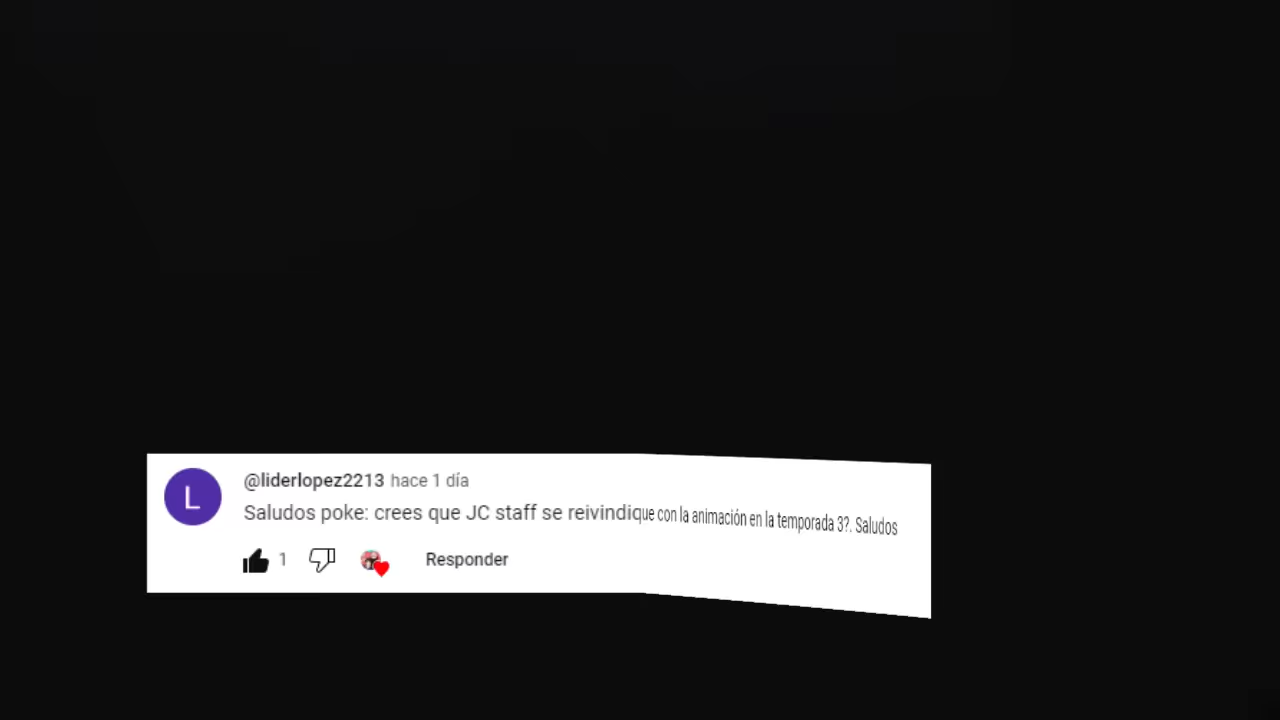 L
@liderlopez2213 hace 1 día
Saludos poke: crees que JC staff se reivindique con la animación en la temporada 3?. Saludos
1 Responder